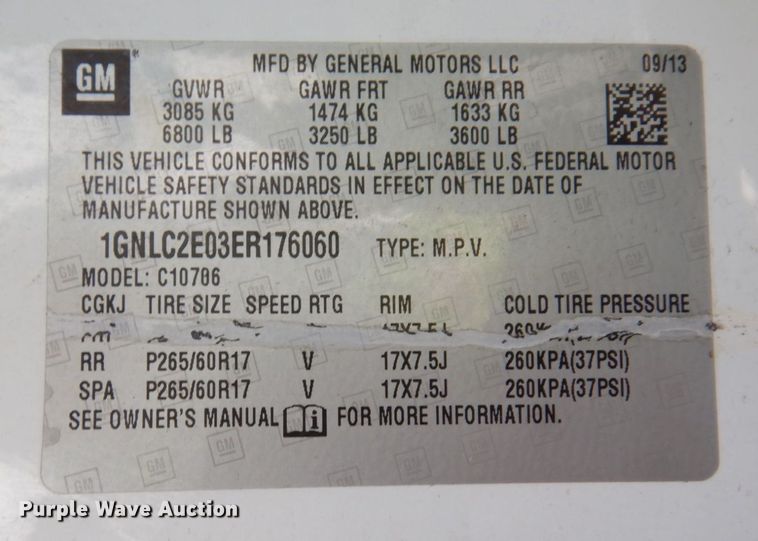 GM
MFD BY GENERAL MOTORS LLC 09/13
GVWR GAWR FRT GAWR RR
3085 KG 1474 KG 1633 KG
6800 LB 3250 LB 3600 LB
THIS VEHICLE CONFORMS TO ALL APPLICABLE U.S. FEDERAL MOTOR
VEHICLE SAFETY STANDARDS IN EFFECT ON THE DATE OF
MANUFACTURE SHOWN ABOVE.
1GNLC2E03ER176060 TYPE: M.P.V.
MODEL: C10706
CGKJ TIRE SIZE SPEED RTG RIM COLD TIRE PRESSURE
RR P265/60R17 V 17X7.5J 260KPA(37PSI)
SPA P265/60R17 V 17X7.5J 260KPA(37PSI)
SEE OWNER'S MANUAL i FOR MORE INFORMATION.
Purple Wave Auction